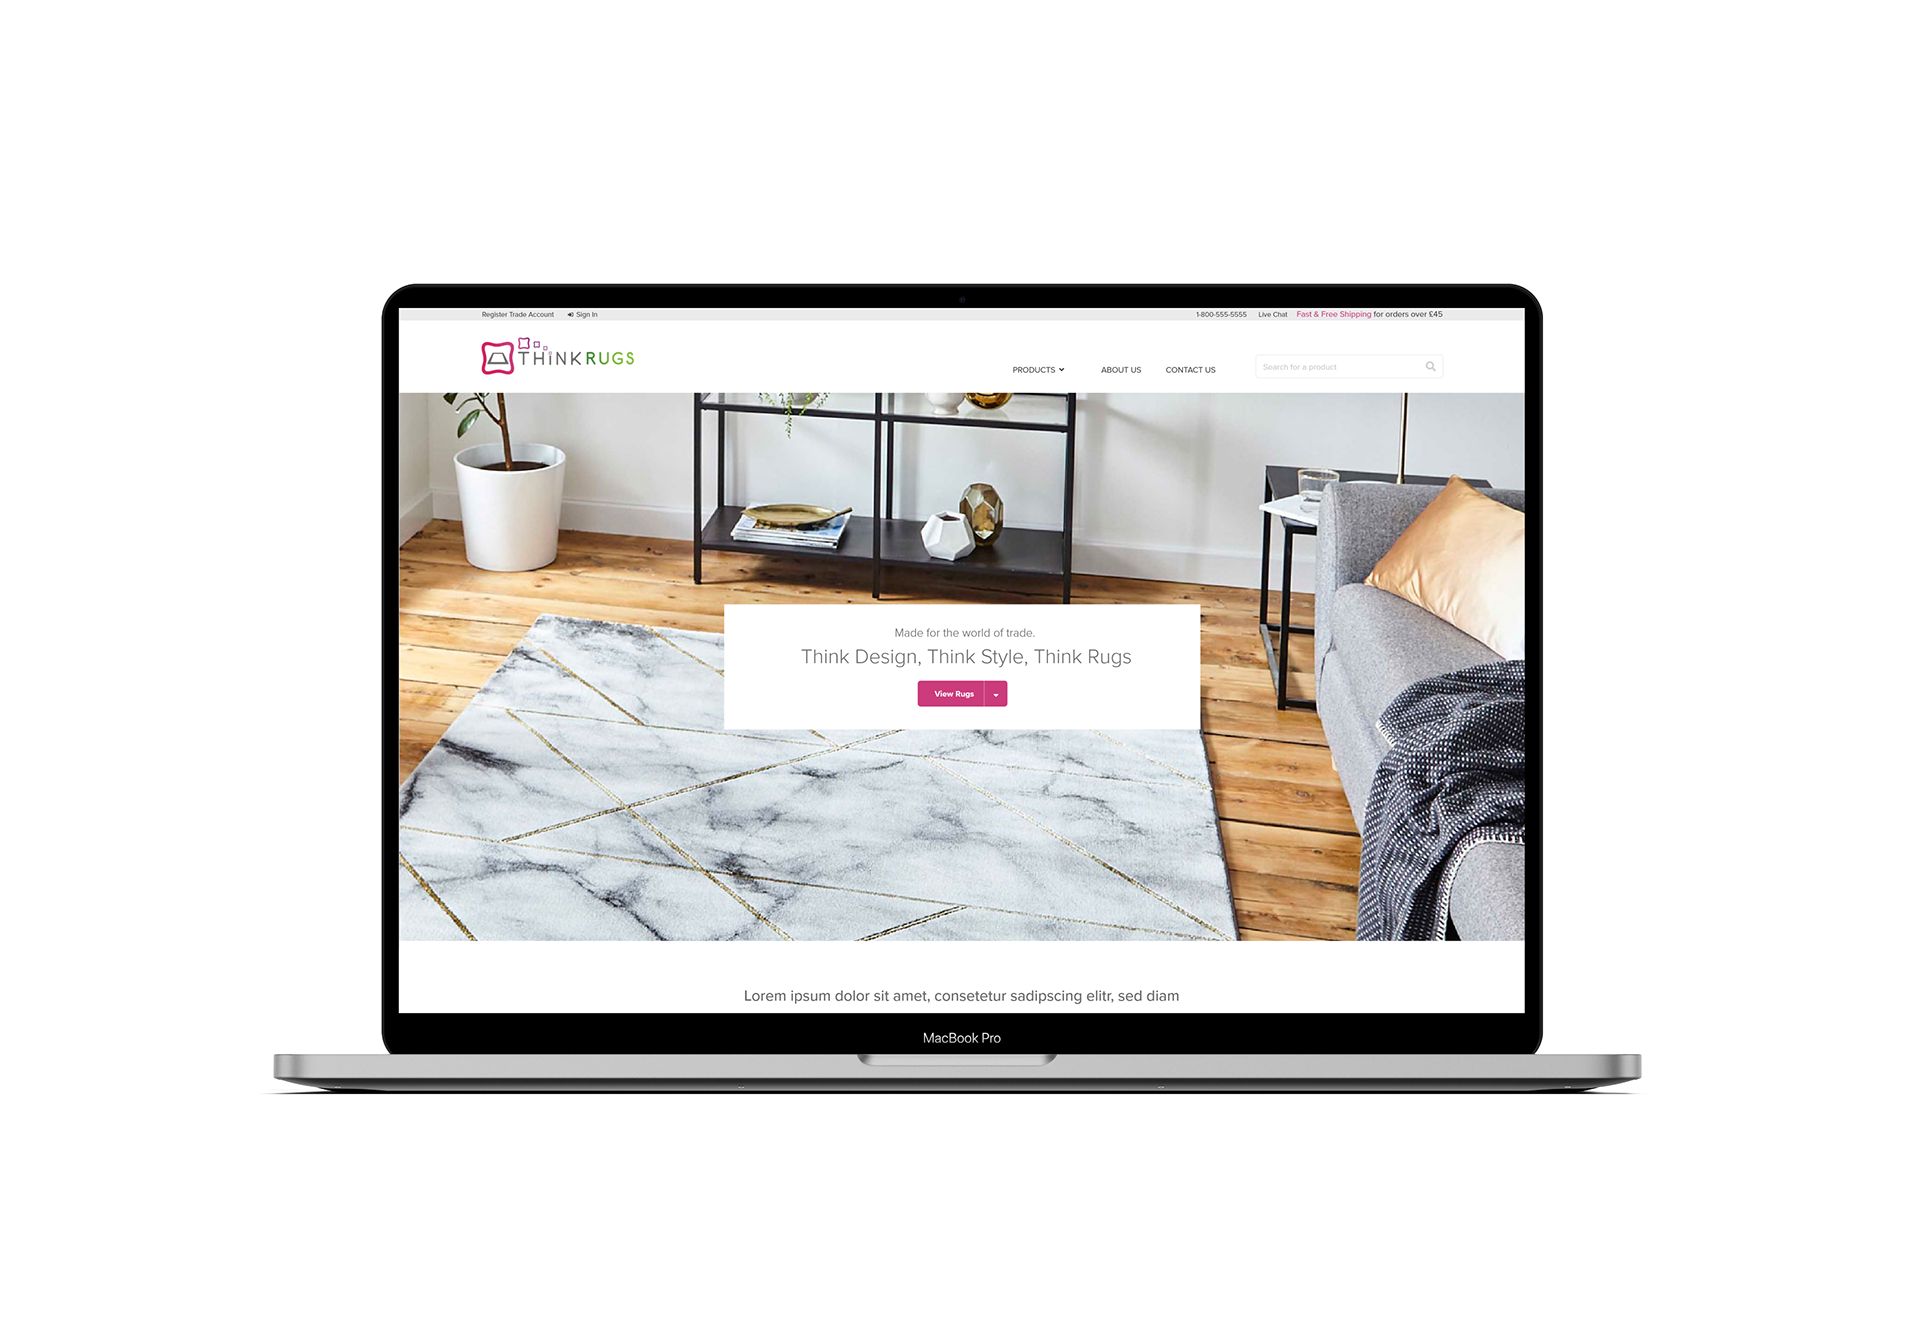 Register Trade Account Sign In 1-800-555-5555 Live Chat Fast & Free Shipping for orders over £45
THINKRUGS
PRODUCTS ABOUT US CONTACT US Search for a product
Made for the world of trade.
Think Design, Think Style, Think Rugs
View Rugs
Lorem ipsum dolor sit amet, consetetur sadipscing elitr, sed diam
MacBook Pro